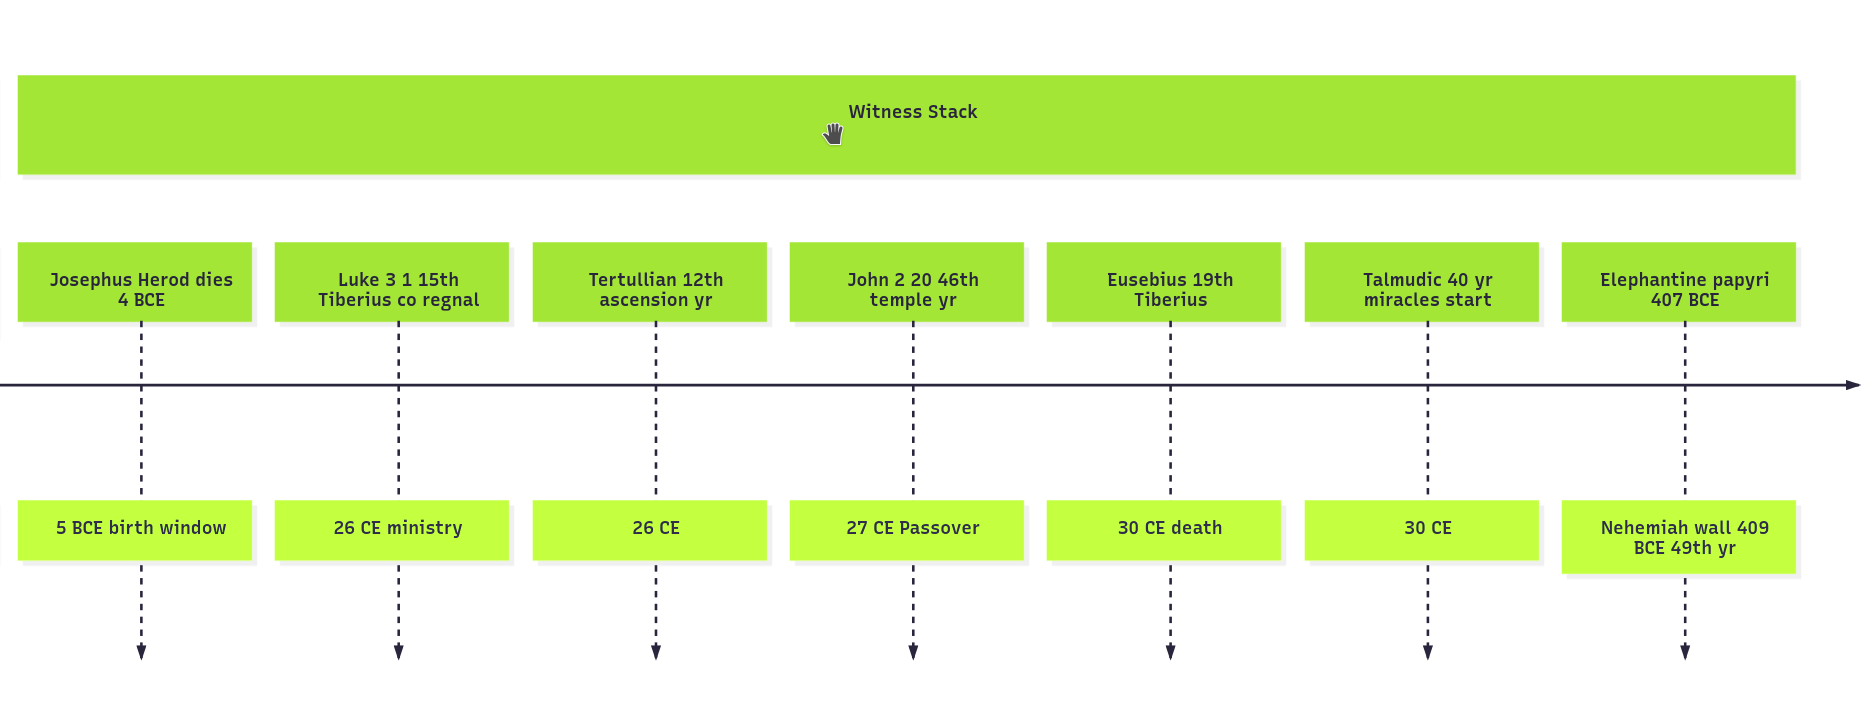 Witness Stack
Josephus Herod dies
4 BCE
Luke 3 1 15th
Tiberius co regnal
Tertullian 12th
ascension yr
John 2 20 46th
temple yr
Eusebius 19th
Tiberius
Talmudic 40 yr
miracles start
Elephantine papyri
407 BCE
5 BCE birth window
26 CE ministry
26 CE
27 CE Passover
30 CE death
30 CE
Nehemiah wall 409
BCE 49th yr